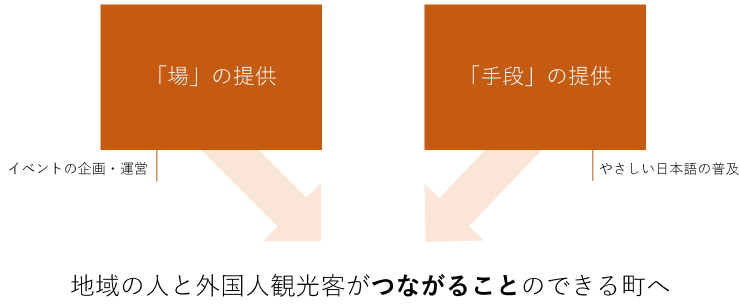 「場」の提供
「手段」の提供
イベントの企画・運営
やさしい日本語の普及
地域の人と外国人観光客がつながることのできる町へ